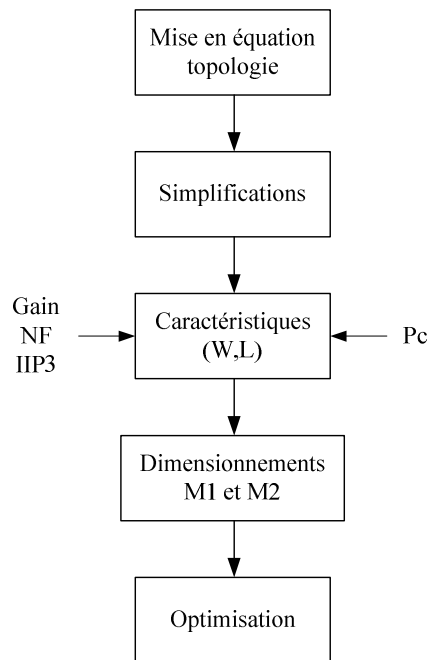 Mise en équation
topologie
Simplifications
Gain
NF
IIP3
Caractéristiques
(W,L)
Pc
Dimensionnements
M1 et M2
Optimisation